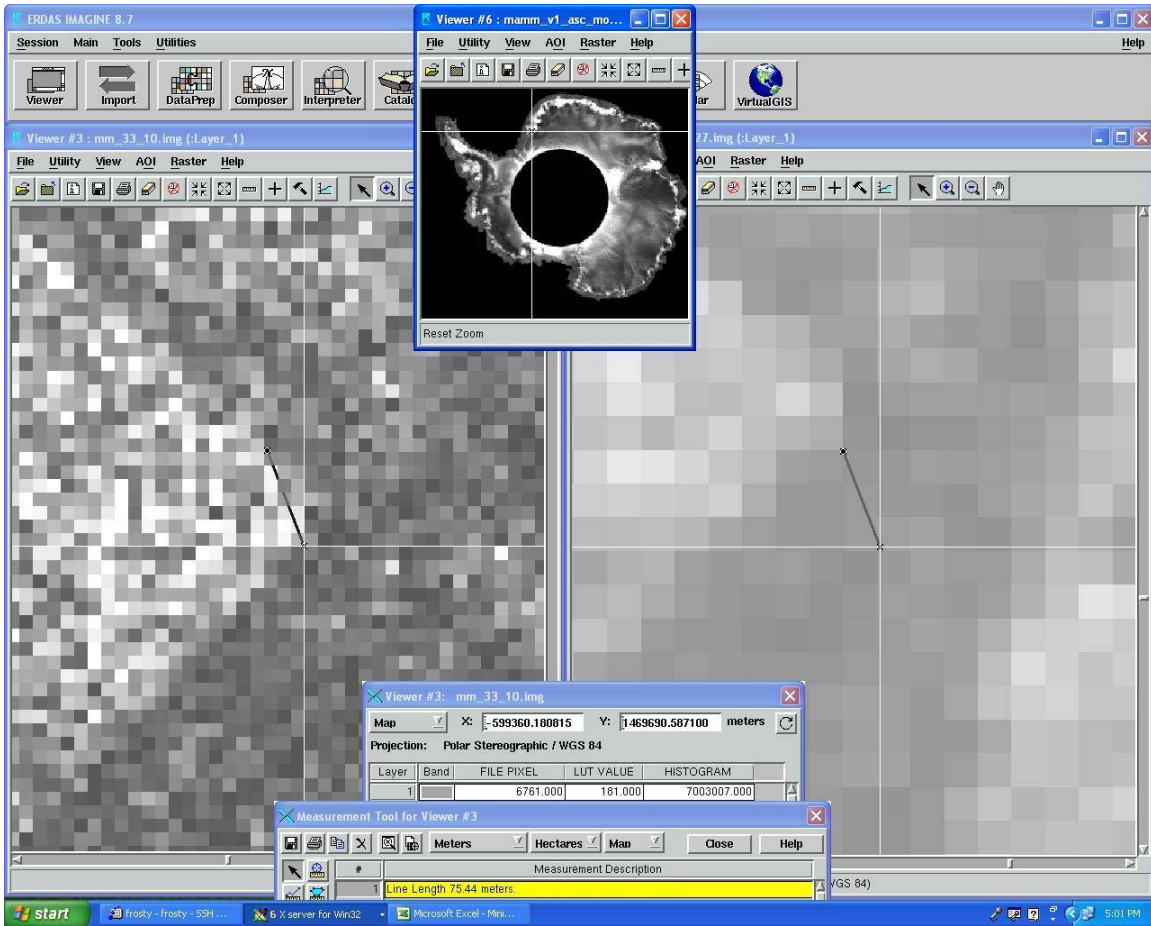 ERDAS IMAGINE 8.7
Session Main Tools Utilities
Help
Viewer
Import
DataPrep
Composer
Interpreter
VirtualGIS
Viewer #6 : mamm_v1_asc_mo...
File Utility View AOI Raster Help
Reset Zoom
Viewer #3 : mm_33_10.img (:Layer_1)
File Utility View AOI Raster Help
27.img (:Layer_1)
AOI Raster Help
Viewer #3: mm_33_10.img
Map X: -599360.180815 Y: 1469690.587100 meters
Projection: Polar Stereographic / WGS 84
Layer Band FILE PIXEL LUT VALUE HISTOGRAM
1 6761.000 181.000 7003007.000
Measurement Tool for Viewer #3
Meters Hectares Map Close Help
# Measurement Description
1 Line Length 75.44 meters.
WGS 84)
start
frosty - frosty - SSH ...
6 X server for Win32
Microsoft Excel - Mini...
5:01 PM